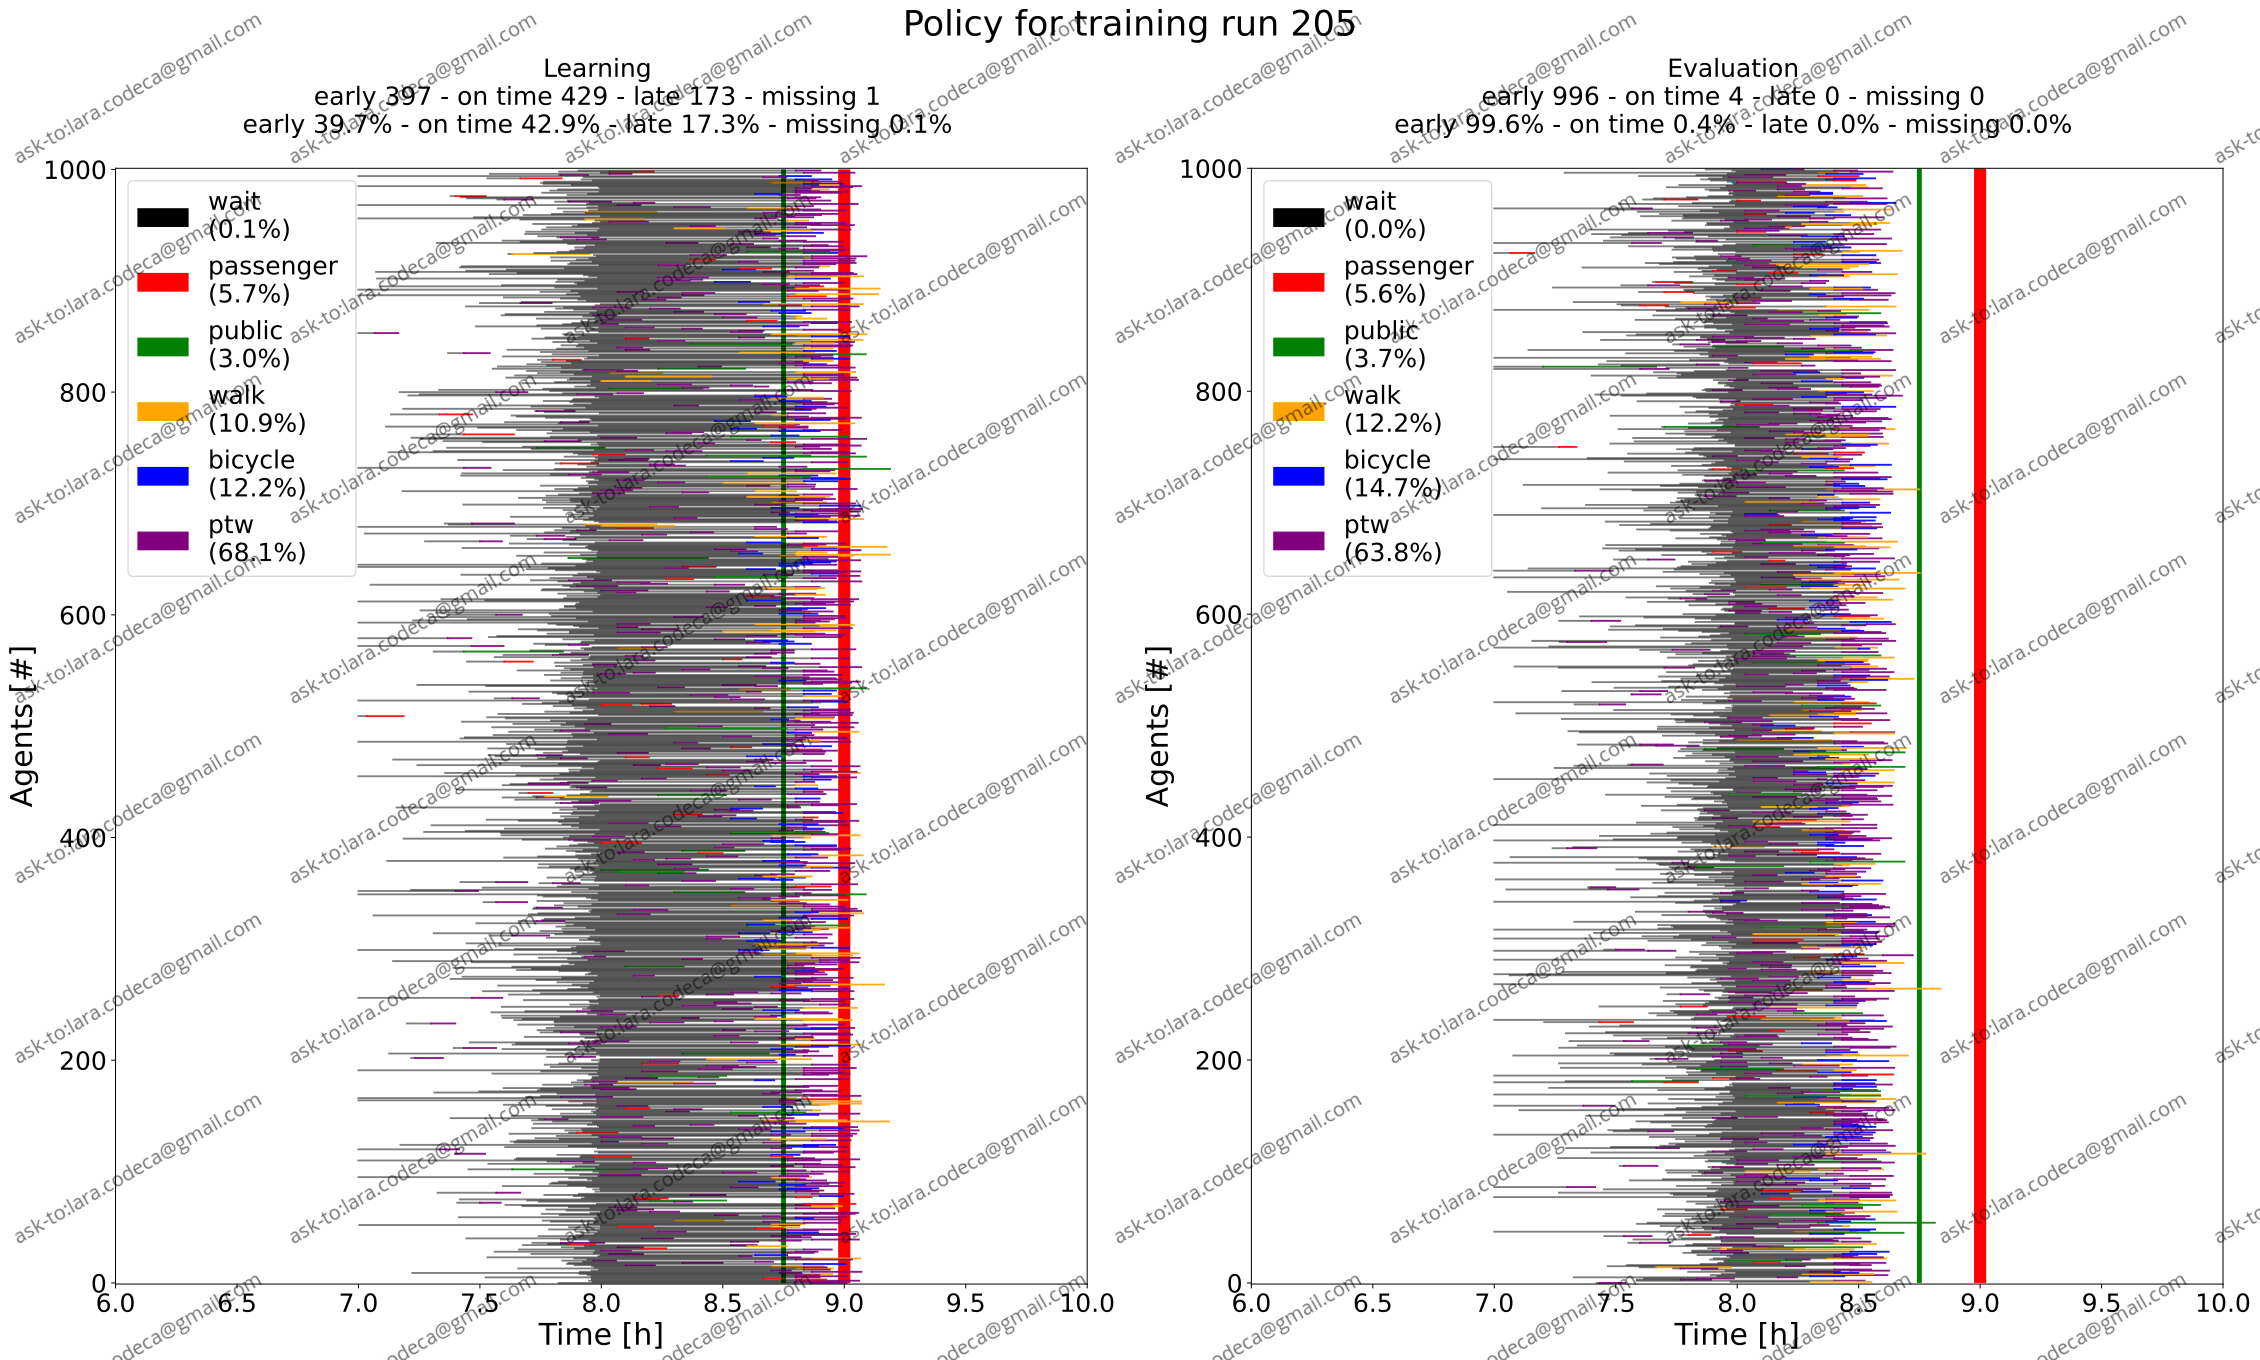 Policy for training run 205
Learning
early 397 - on time 429 - late 173 - missing 1
early 39.7% - on time 42.9% - late 17.3% - missing 0.1%
1000
800
600
400
200
0
Agents [#]
wait
(0.1%)
passenger
(5.7%)
public
(3.0%)
walk
(10.9%)
bicycle
(12.2%)
ptw
(68.1%)
6.0 6.5 7.0 7.5 8.0 8.5 9.0 9.5 10.0
Time [h]
Evaluation
early 996 - on time 4 - late 0 - missing 0
early 99.6% - on time 0.4% - late 0.0% - missing 0.0%
1000
800
600
400
200
0
Agents [#]
wait
(0.0%)
passenger
(5.6%)
public
(3.7%)
walk
(12.2%)
bicycle
(14.7%)
ptw
(63.8%)
6.0 6.5 7.0 7.5 8.0 8.5 9.0 9.5 10.0
Time [h]
ask-to:lara.codeca@gmail.com